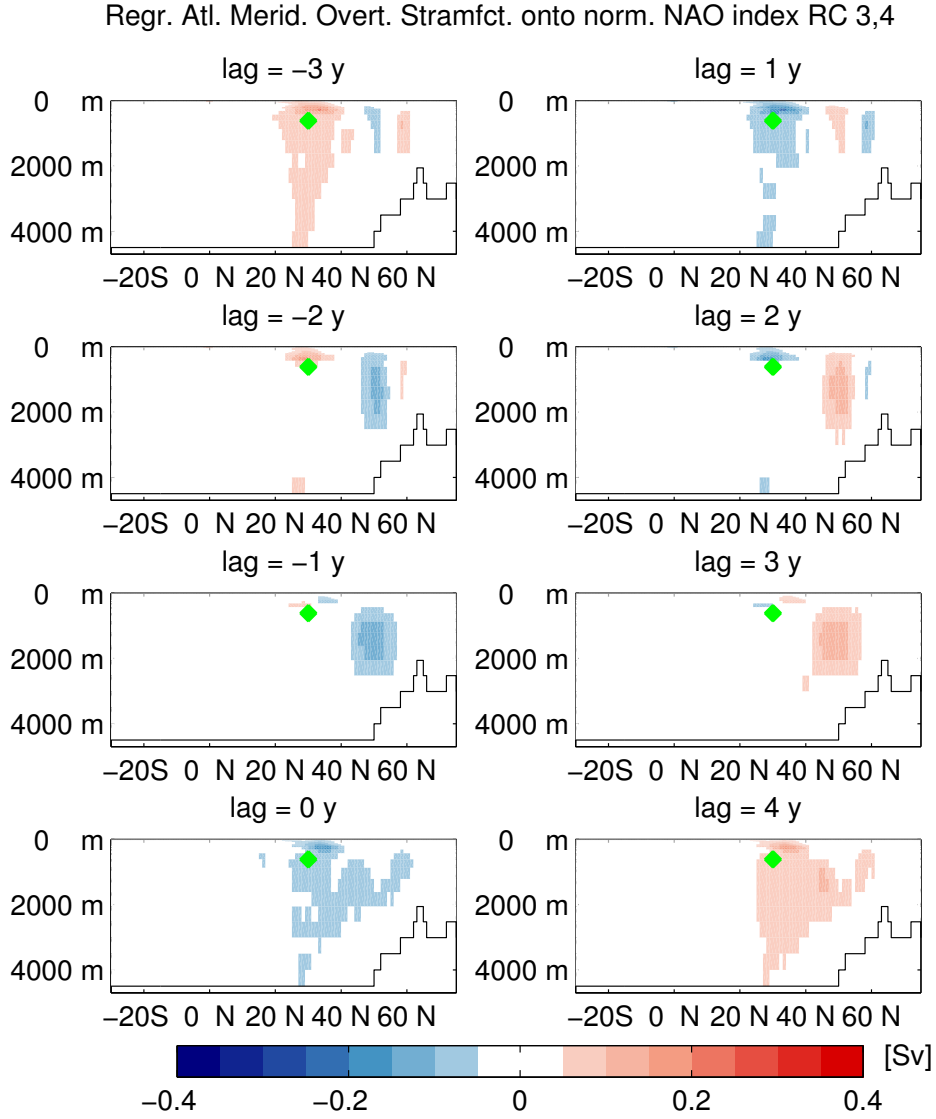 Regr. Atl. Merid. Overt. Stramfct. onto norm. NAO index RC 3,4
lag = −3 y
0 m
2000 m
4000 m
−20S 0 N 20 N 40 N 60 N
lag = 1 y
0 m
2000 m
4000 m
−20S 0 N 20 N 40 N 60 N
lag = −2 y
0 m
2000 m
4000 m
−20S 0 N 20 N 40 N 60 N
lag = 2 y
0 m
2000 m
4000 m
−20S 0 N 20 N 40 N 60 N
lag = −1 y
0 m
2000 m
4000 m
−20S 0 N 20 N 40 N 60 N
lag = 3 y
0 m
2000 m
4000 m
−20S 0 N 20 N 40 N 60 N
lag = 0 y
0 m
2000 m
4000 m
−20S 0 N 20 N 40 N 60 N
lag = 4 y
0 m
2000 m
4000 m
−20S 0 N 20 N 40 N 60 N
[Sv]
−0.4 −0.2 0 0.2 0.4